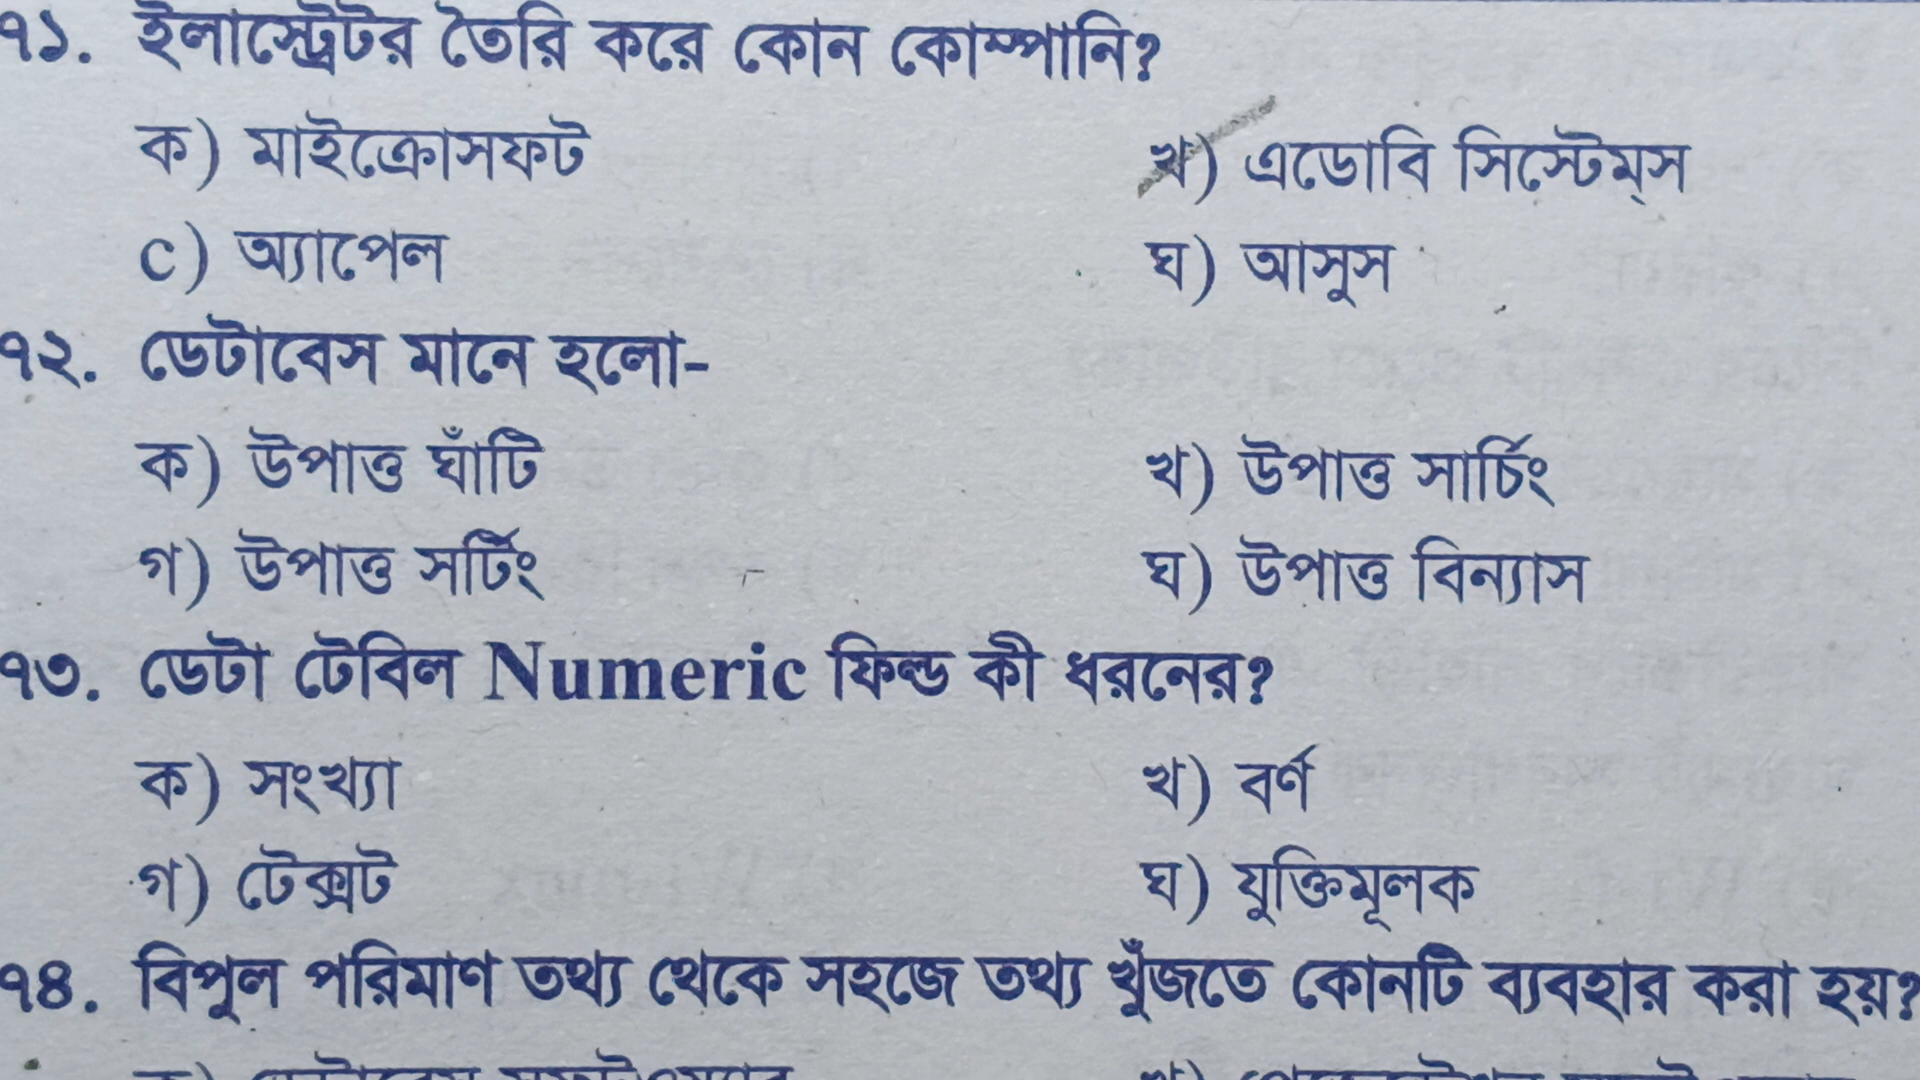 ৭১. ইলাস্ট্রেটর তৈরি করে কোন কোম্পানি?
ক) মাইক্রোসফট খ) এডোবি সিস্টেম্‌স
c) অ্যাপেল ঘ) আসুস
৭২. ডেটাবেস মানে হলো-
ক) উপাত্ত ঘাঁটি খ) উপাত্ত সার্চিং
গ) উপাত্ত সর্টিং ঘ) উপাত্ত বিন্যাস
৭৩. ডেটা টেবিল Numeric ফিল্ড কী ধরনের?
ক) সংখ্যা খ) বর্ণ
গ) টেক্সট ঘ) যুক্তিমূলক
৭৪. বিপুল পরিমাণ তথ্য থেকে সহজে তথ্য খুঁজতে কোনটি ব্যবহার করা হয়?